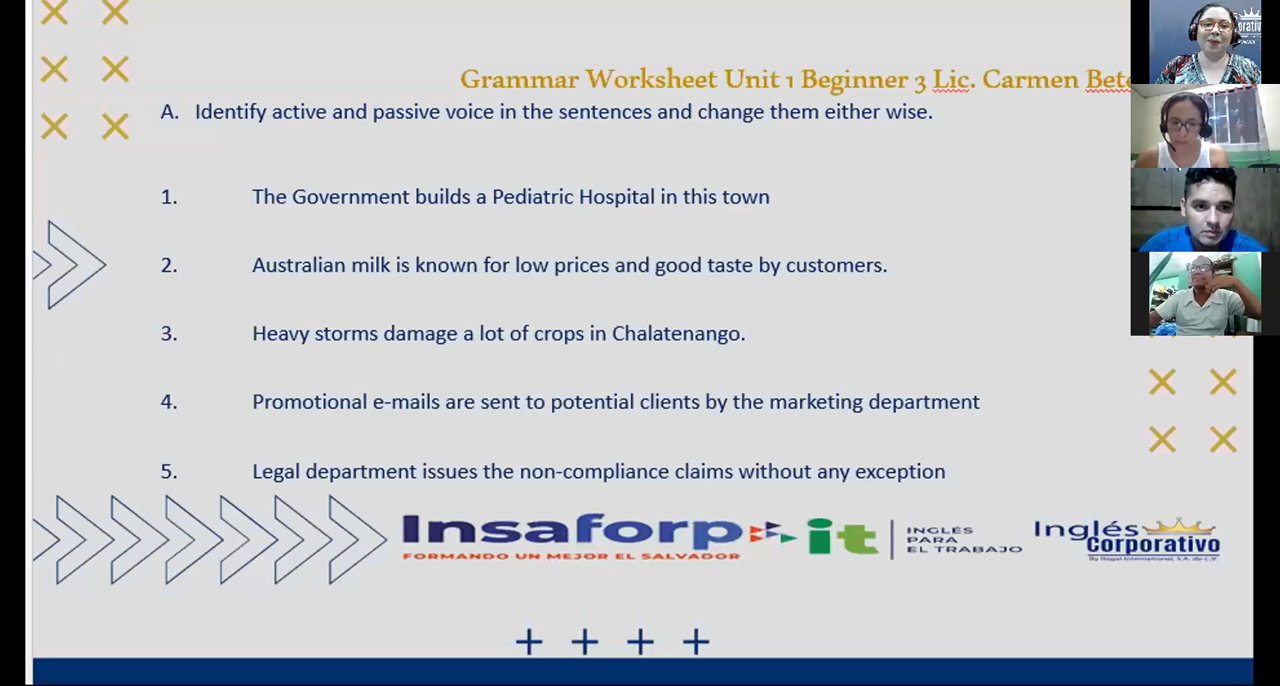 Grammar Worksheet Unit 1 Beginner 3 Lic. Carmen
A. Identify active and passive voice in the sentences and change them either wise.
1. The Government builds a Pediatric Hospital in this town
2. Australian milk is known for low prices and good taste by customers.
3. Heavy storms damage a lot of crops in Chalatenango.
4. Promotional e-mails are sent to potential clients by the marketing department
5. Legal department issues the non-compliance claims without any exception
Insaforp
FORMANDO UN MEJOR EL SALVADOR
it
INGLÉS
PARA
EL TRABAJO
Inglés
Corporativo